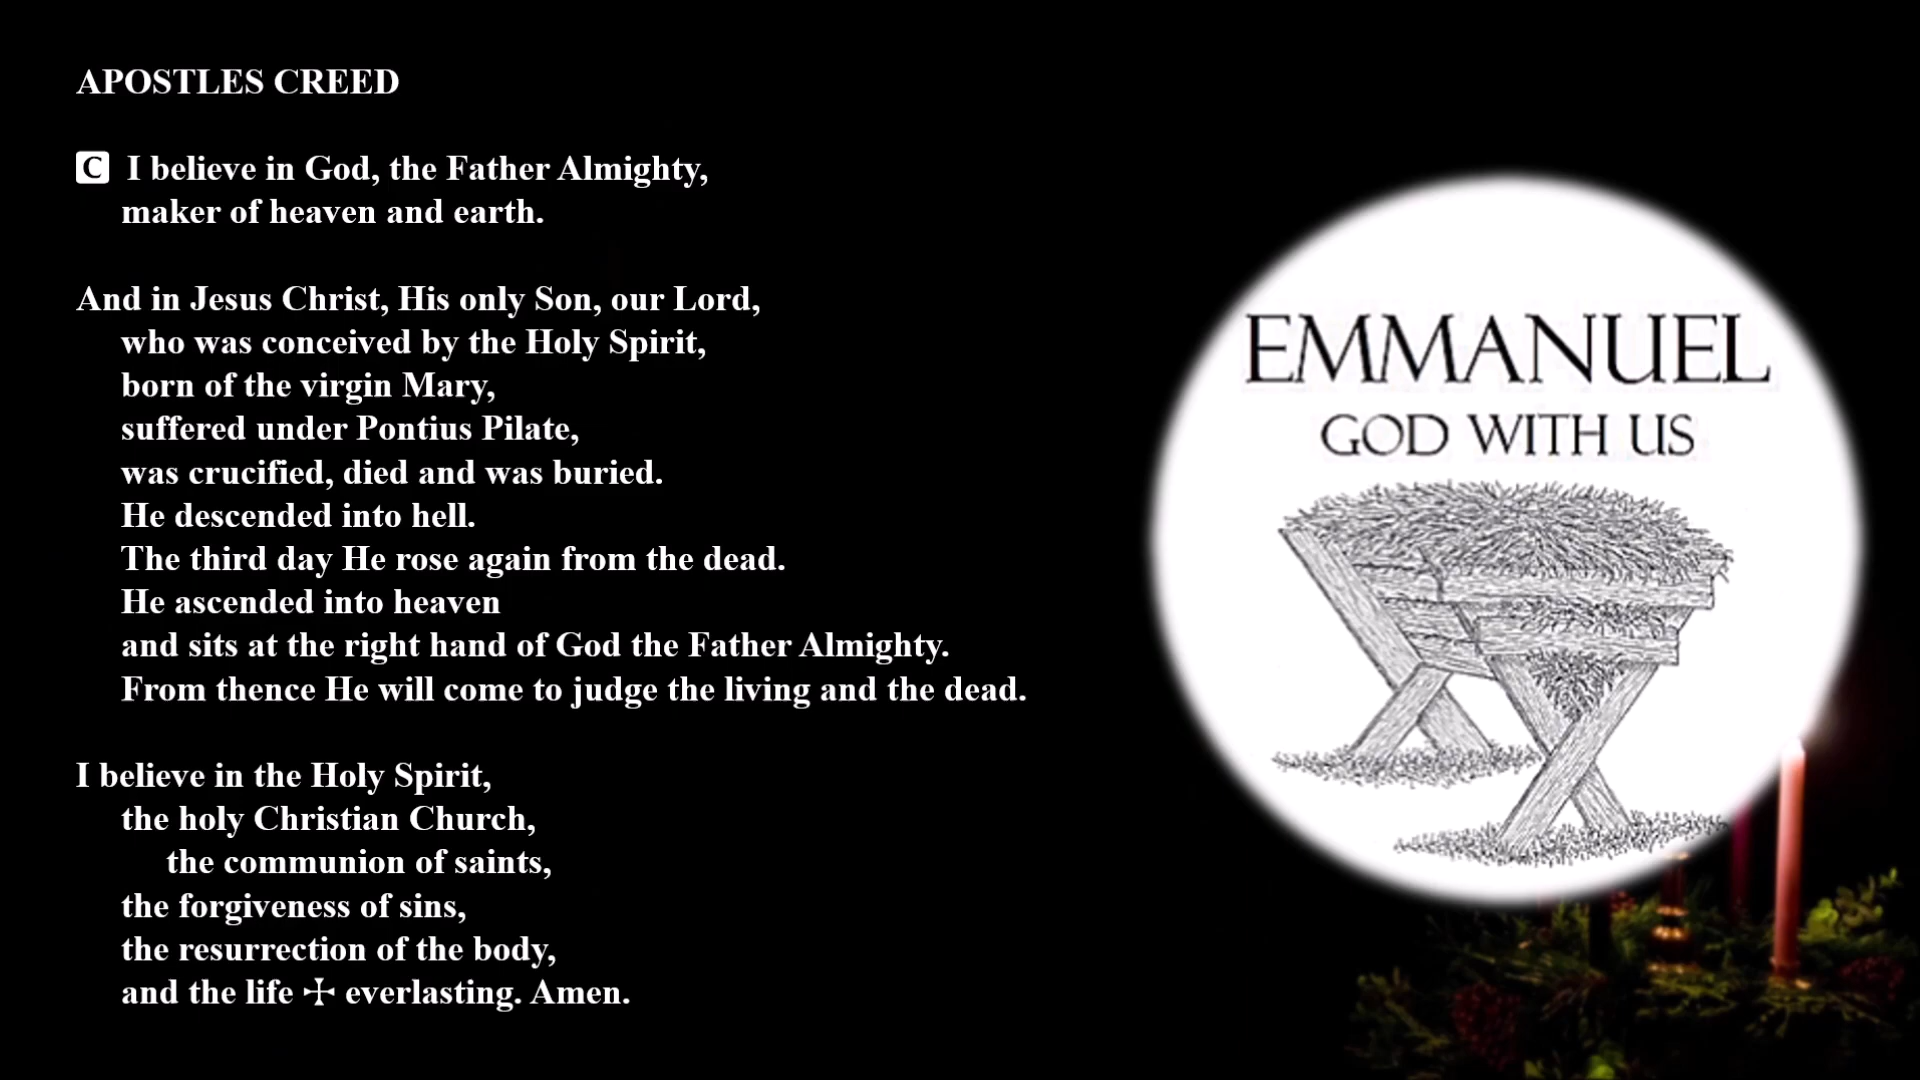 APOSTLES CREED
C I believe in God, the Father Almighty,
maker of heaven and earth.
And in Jesus Christ, His only Son, our Lord,
who was conceived by the Holy Spirit,
born of the virgin Mary,
suffered under Pontius Pilate,
was crucified, died and was buried.
He descended into hell.
The third day He rose again from the dead.
He ascended into heaven
and sits at the right hand of God the Father Almighty.
From thence He will come to judge the living and the dead.
I believe in the Holy Spirit,
the holy Christian Church,
the communion of saints,
the forgiveness of sins,
the resurrection of the body,
and the life ☩ everlasting. Amen.
EMMANUEL
GOD WITH US